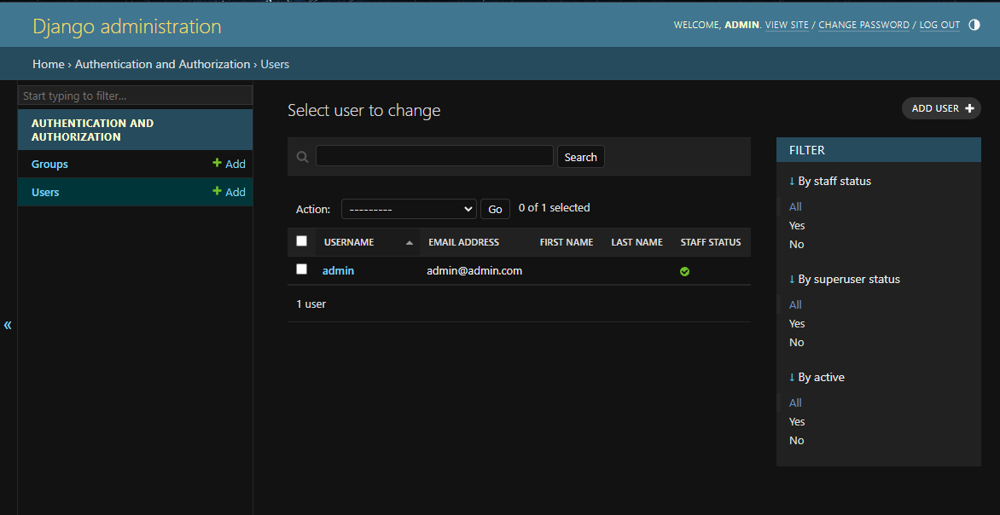 Django administration
WELCOME, ADMIN. VIEW SITE / CHANGE PASSWORD / LOG OUT
Home › Authentication and Authorization › Users
Start typing to filter...
AUTHENTICATION AND
AUTHORIZATION
Groups
+ Add
Users
+ Add
«
Select user to change
ADD USER +
Search
Action:
---------
Go
0 of 1 selected
USERNAME EMAIL ADDRESS FIRST NAME LAST NAME STAFF STATUS
admin admin@admin.com
1 user
FILTER
↓ By staff status
All
Yes
No
↓ By superuser status
All
Yes
No
↓ By active
All
Yes
No